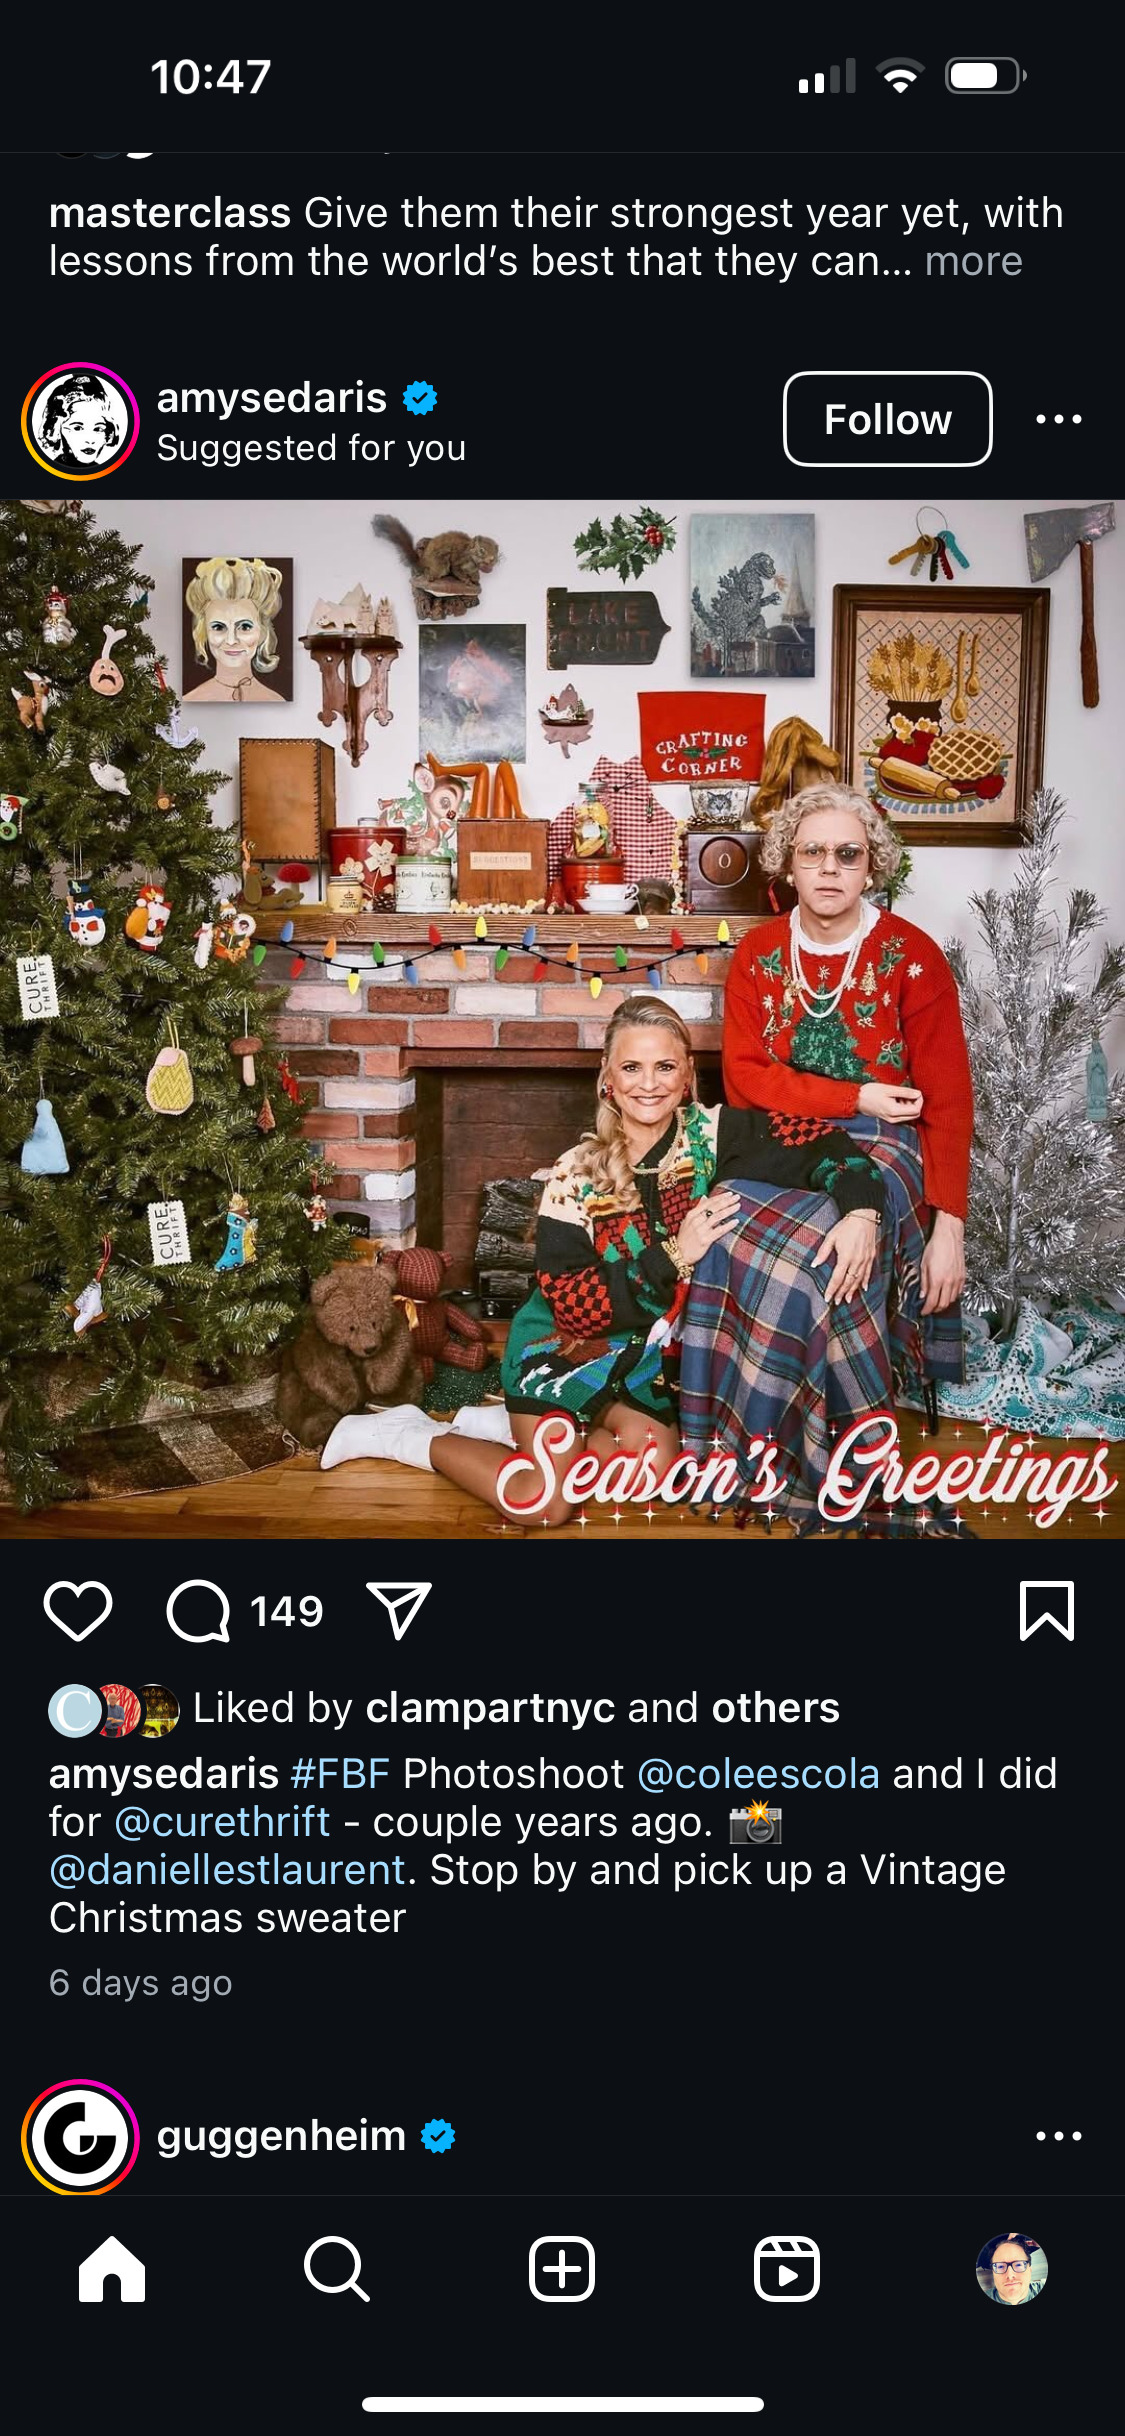 10:47
masterclass Give them their strongest year yet, with
lessons from the world's best that they can... more
amysedaris
Suggested for you
Follow
LAKE
FRONT
CRAFTING
CORNER
SUGGESTIONS
CURE
THRIFT
CURE
THRIFT
Season's Greetings
149
C
Liked by clampartnyc and others
amysedaris #FBF Photoshoot @coleescola and I did
for @curethrift - couple years ago. 📸
@daniellestlaurent. Stop by and pick up a Vintage
Christmas sweater
6 days ago
guggenheim